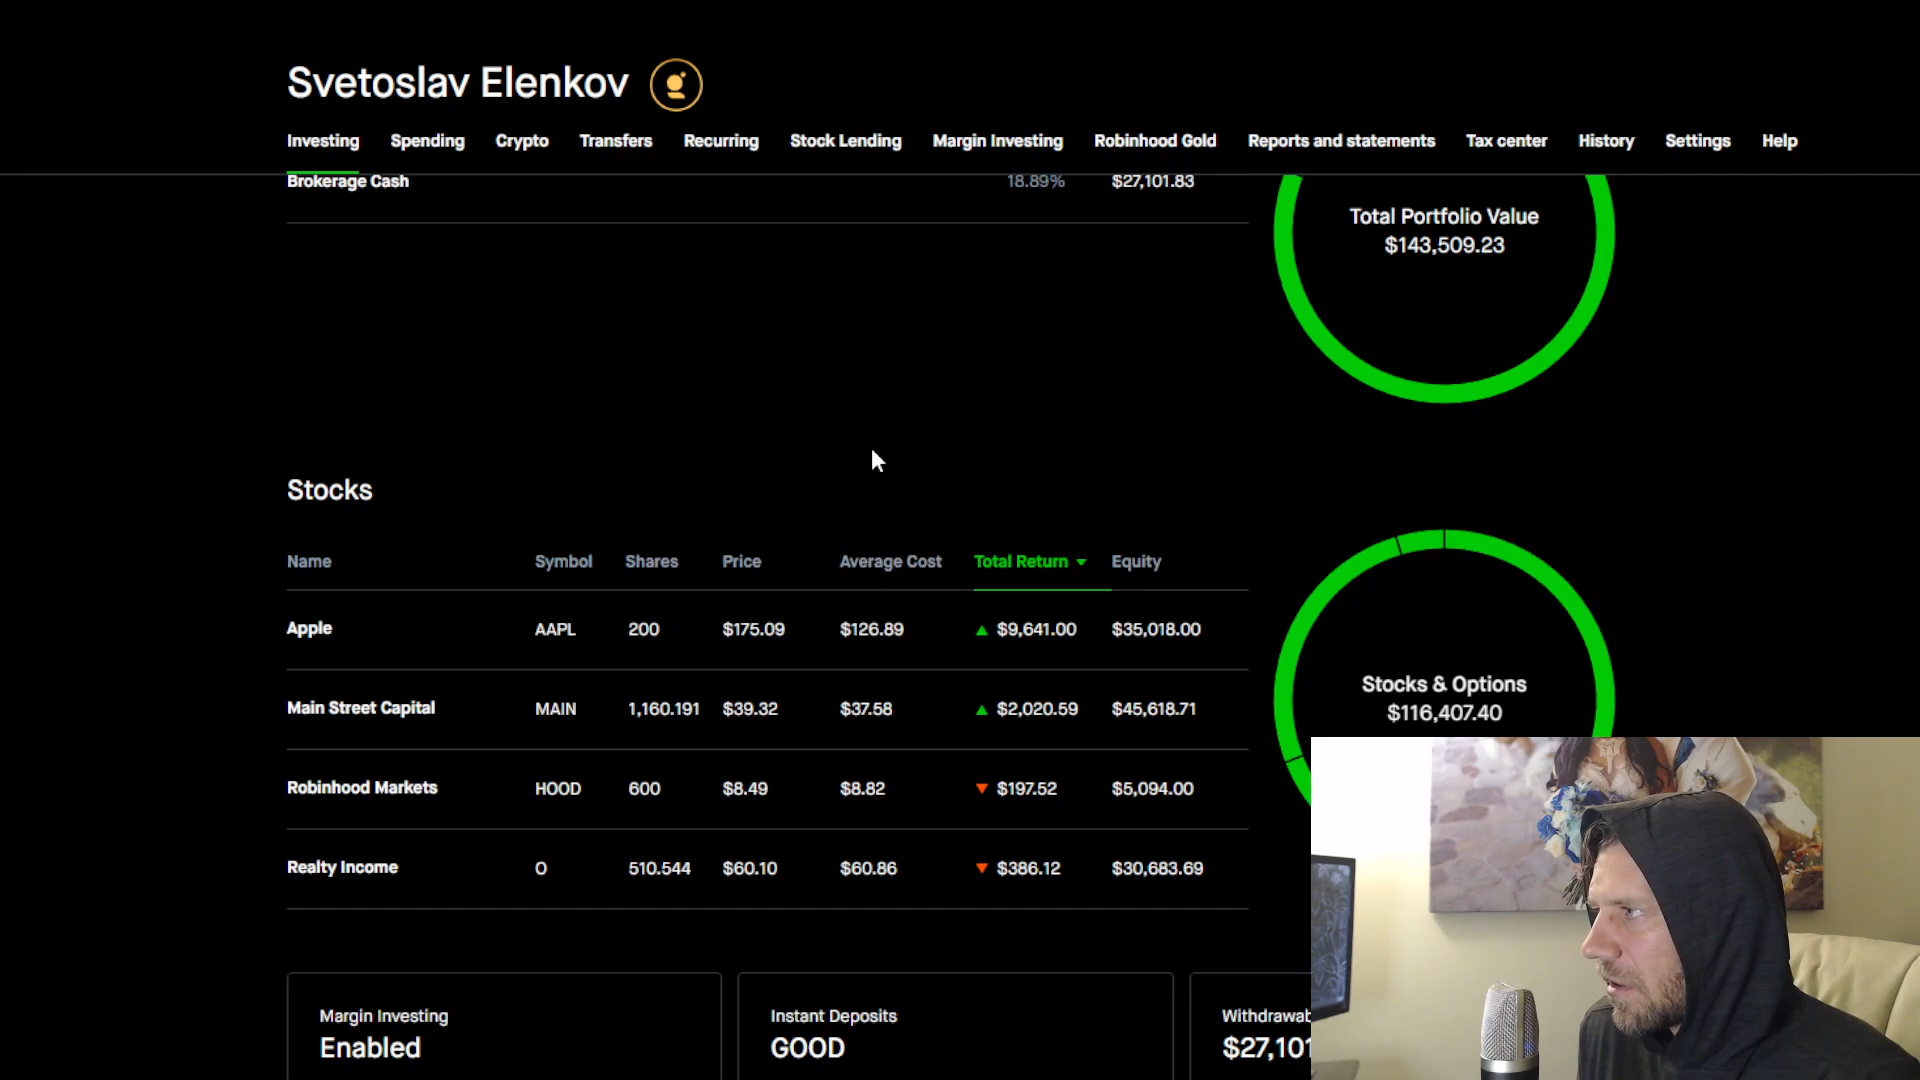 Svetoslav Elenkov
Investing Spending Crypto Transfers Recurring Stock Lending Margin Investing Robinhood Gold Reports and statements Tax center History Settings Help
Brokerage Cash 18.89% $27,101.83
Total Portfolio Value
$143,509.23
Stocks
Name Symbol Shares Price Average Cost Total Return Equity
Apple AAPL 200 $175.09 $126.89 $9,641.00 $35,018.00
Main Street Capital MAIN 1,160.191 $39.32 $37.58 $2,020.59 $45,618.71
Stocks & Options
$116,407.40
Robinhood Markets HOOD 600 $8.49 $8.82 $197.52 $5,094.00
Realty Income O 510.544 $60.10 $60.86 $386.12 $30,683.69
Margin Investing
Enabled
Instant Deposits
GOOD
Withdrawab
$27,101